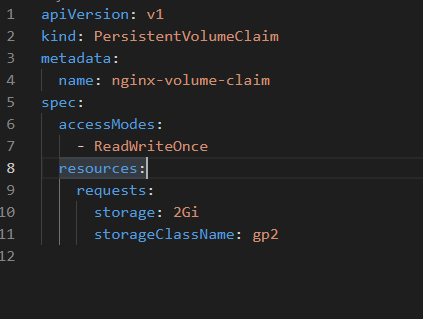 1 apiVersion: v1
2 kind: PersistentVolumeClaim
3 metadata:
4   name: nginx-volume-claim
5 spec:
6   accessModes:
7     - ReadWriteOnce
8   resources:
9     requests:
10       storage: 2Gi
11       storageClassName: gp2
12